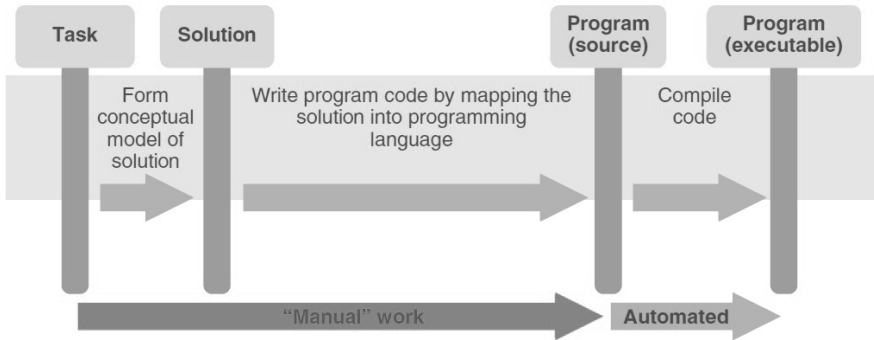 Task
Solution
Program
(source)
Program
(executable)
Form
conceptual
model of
solution
Write program code by mapping the
solution into programming
language
Compile
code
“Manual” work
Automated